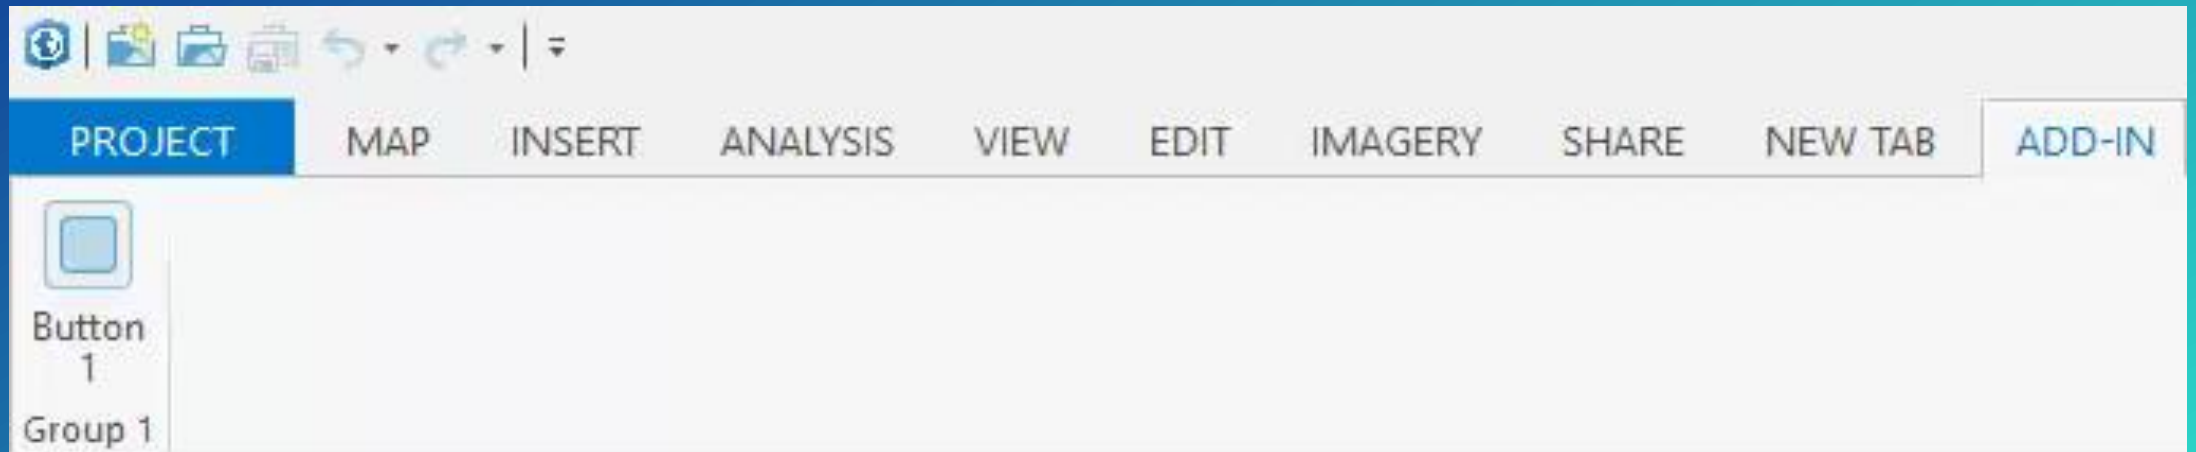 PROJECT MAP INSERT ANALYSIS VIEW EDIT IMAGERY SHARE NEW TAB ADD-IN
Button
1
Group 1